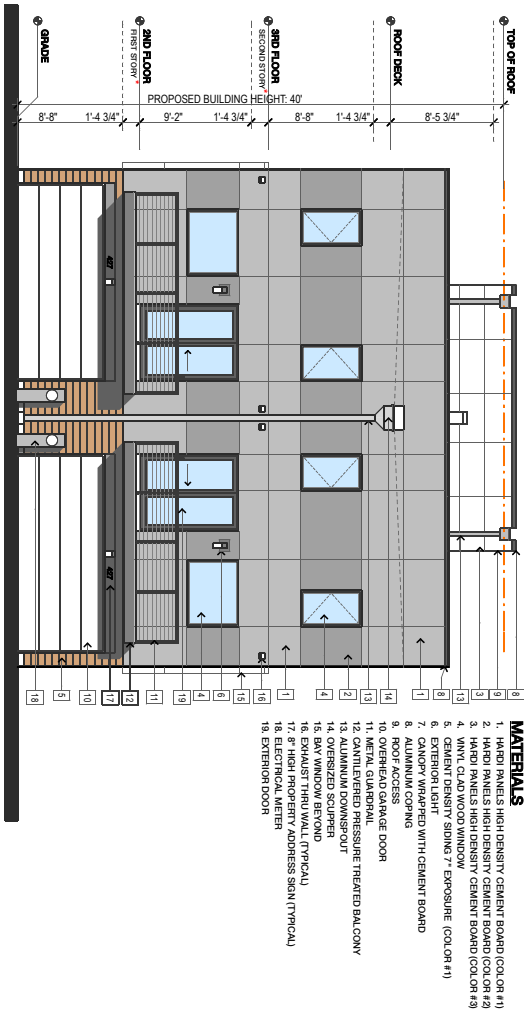 TOP OF ROOF
ROOF DECK
3RD FLOOR
SECOND STORY *
2ND FLOOR
FIRST STORY *
GRADE
PROPOSED BUILDING HEIGHT: 40'
8'-5 3/4"
1'-4 3/4"
8'-8"
1'-4 3/4"
9'-2"
1'-4 3/4"
8'-8"
8
9
3
13
8
1
14
13
4
2
1
16
15
6
4
19
11
12
17
10
5
18
MATERIALS
1. HARDI PANELS HIGH DENSITY CEMENT BOARD (COLOR #1)
2. HARDI PANELS HIGH DENSITY CEMENT BOARD (COLOR #2)
3. HARDI PANELS HIGH DENSITY CEMENT BOARD (COLOR #3)
4. VINYL CLAD WOOD WINDOW
5. CEMENT DENSITY SIDING 7" EXPOSURE (COLOR #1)
6. EXTERIOR LIGHT
7. CANOPY WRAPPED WITH CEMENT BOARD
8. ALUMINUM COPING
9. ROOF ACCESS
10. OVERHEAD GARAGE DOOR
11. METAL GUARDRAIL
12. CANTILEVERED PRESSURE TREATED BALCONY
13. ALUMINUM DOWNSPOUT
14. OVERSIZED SCUPPER
15. BAY WINDOW BEYOND
16. EXHAUST THRU WALL (TYPICAL)
17. 8" HIGH PROPERTY ADDRESS SIGN (TYPICAL)
18. ELECTRICAL METER
19. EXTERIOR DOOR